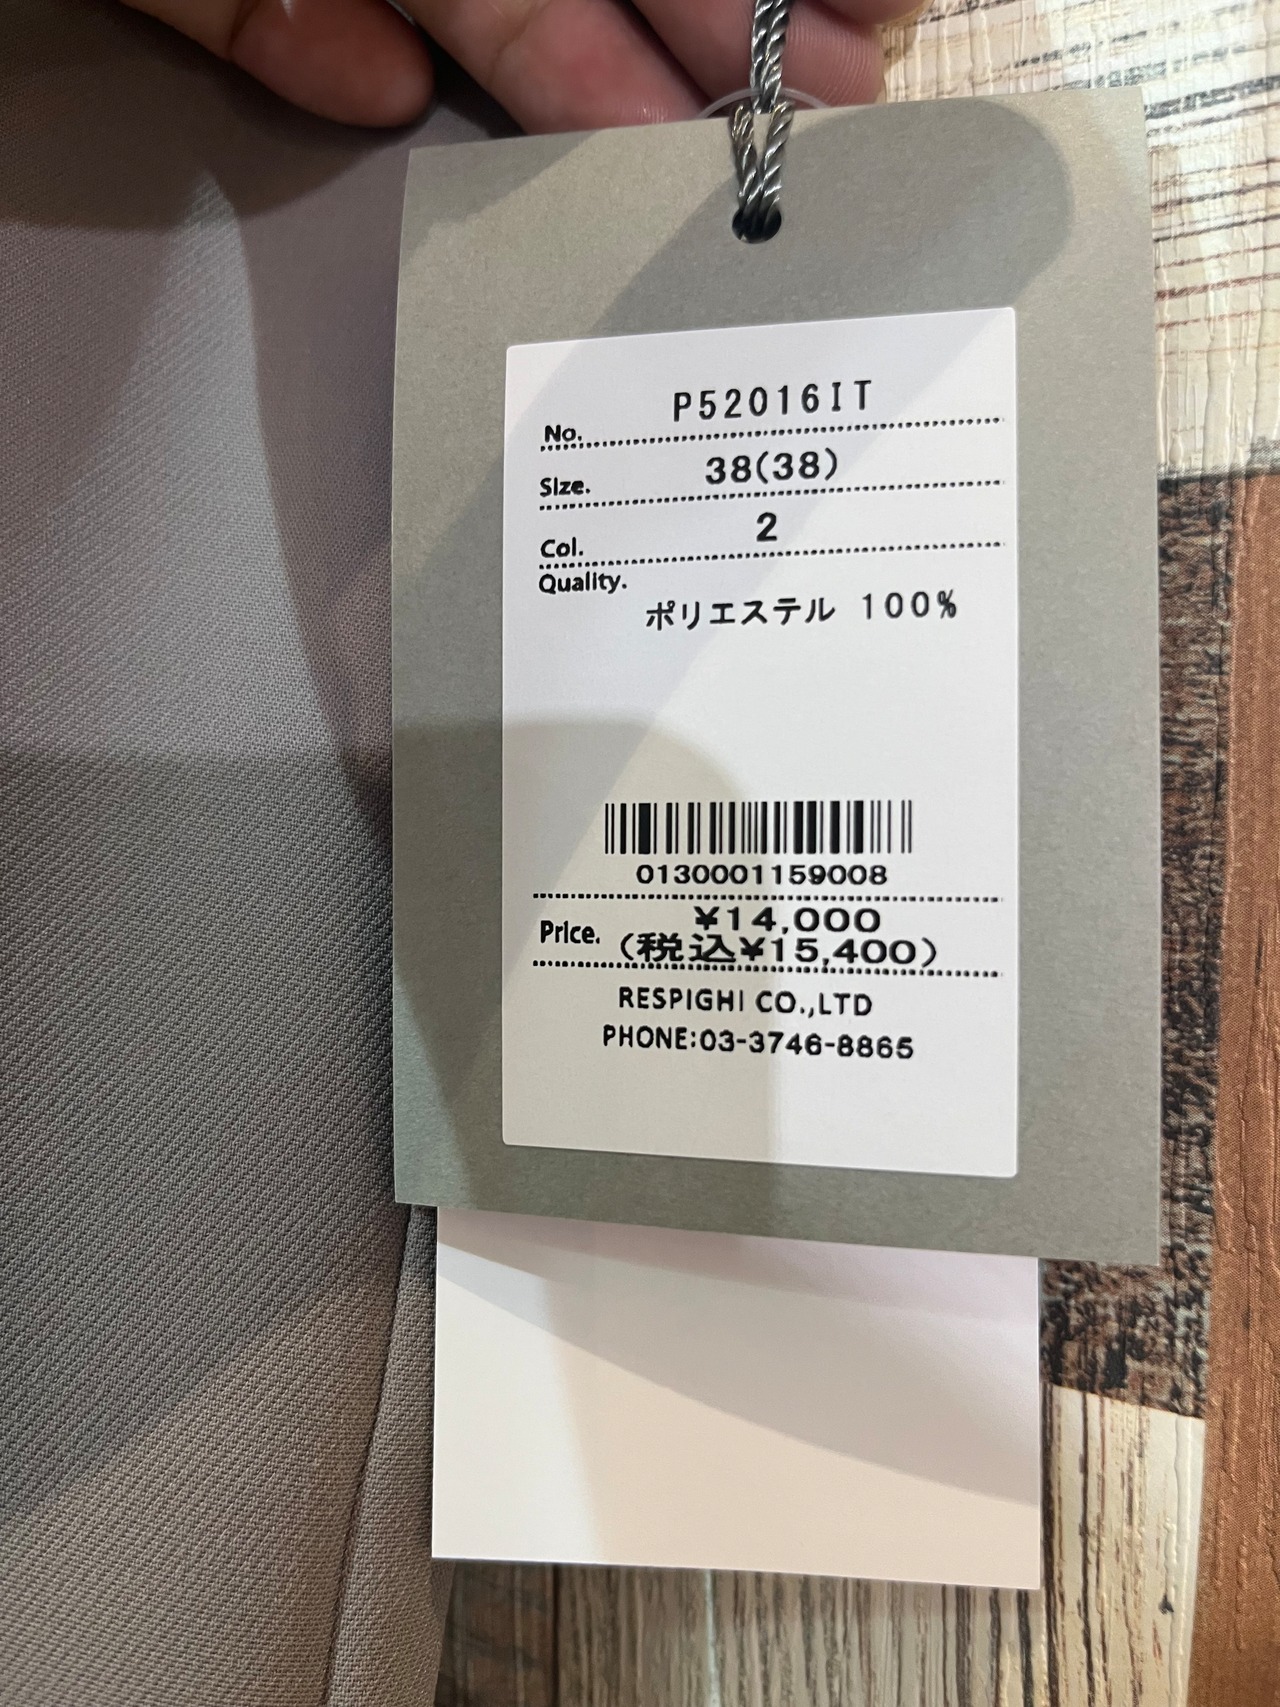 P52016IT
No.
38(38)
Size.
2
Col.
Quality.
ポリエステル 100%
0130001159008
¥14,000
Price.
(税込¥15,400)
RESPIGHI CO.,LTD
PHONE:03-3746-8865